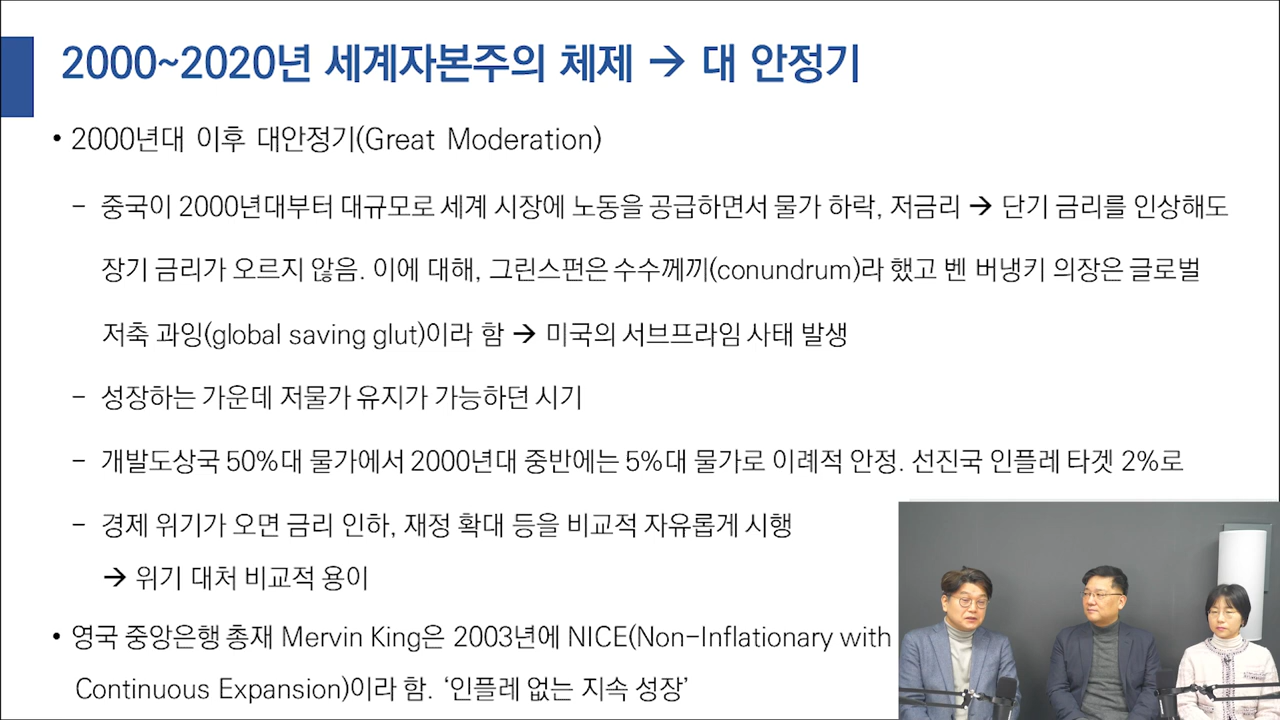 2000~2020년 세계자본주의 체제 → 대 안정기
• 2000년대 이후 대안정기(Great Moderation)
– 중국이 2000년대부터 대규모로 세계 시장에 노동을 공급하면서 물가 하락, 저금리 → 단기 금리를 인상해도
장기 금리가 오르지 않음. 이에 대해, 그린스펀은 수수께끼(conundrum)라 했고 벤 버냉키 의장은 글로벌
저축 과잉(global saving glut)이라 함 → 미국의 서브프라임 사태 발생
– 성장하는 가운데 저물가 유지가 가능하던 시기
– 개발도상국 50%대 물가에서 2000년대 중반에는 5%대 물가로 이례적 안정. 선진국 인플레 타겟 2%로
– 경제 위기가 오면 금리 인하, 재정 확대 등을 비교적 자유롭게 시행
→ 위기 대처 비교적 용이
• 영국 중앙은행 총재 Mervin King은 2003년에 NICE(Non-Inflationary with
Continuous Expansion)이라 함. ‘인플레 없는 지속 성장’